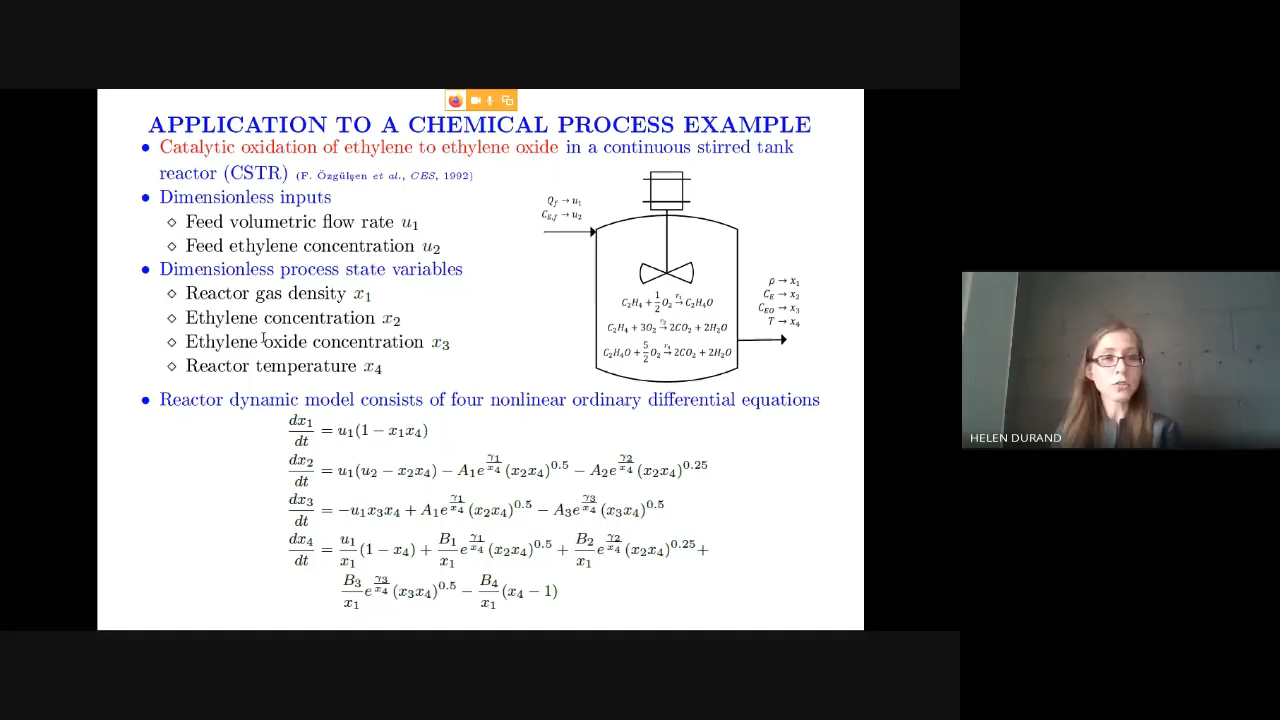 APPLICATION TO A CHEMICAL PROCESS EXAMPLE
• Catalytic oxidation of ethylene to ethylene oxide in a continuous stirred tank
reactor (CSTR) (F. Özgülşen et al., CES, 1992)
• Dimensionless inputs
⋄ Feed volumetric flow rate u₁
⋄ Feed ethylene concentration u₂
• Dimensionless process state variables
⋄ Reactor gas density x₁
⋄ Ethylene concentration x₂
⋄ Ethylene oxide concentration x₃
⋄ Reactor temperature x₄
Q_f → u₁
C_{E,f} → u₂
C₂H₄ + 1/2 O₂ →^{r₁} C₂H₄O
C₂H₄ + 3O₂ →^{r₂} 2CO₂ + 2H₂O
C₂H₄O + 5/2 O₂ →^{r₃} 2CO₂ + 2H₂O
ρ → x₁
C_E → x₂
C_{EO} → x₃
T → x₄
• Reactor dynamic model consists of four nonlinear ordinary differential equations
dx₁/dt = u₁(1 − x₁x₄)
dx₂/dt = u₁(u₂ − x₂x₄) − A₁e^{γ₁/x₄}(x₂x₄)^{0.5} − A₂e^{γ₂/x₄}(x₂x₄)^{0.25}
dx₃/dt = −u₁x₃x₄ + A₁e^{γ₁/x₄}(x₂x₄)^{0.5} − A₃e^{γ₃/x₄}(x₃x₄)^{0.5}
dx₄/dt = u₁/x₁ (1 − x₄) + B₁/x₁ e^{γ₁/x₄}(x₂x₄)^{0.5} + B₂/x₁ e^{γ₂/x₄}(x₂x₄)^{0.25} +
B₃/x₁ e^{γ₃/x₄}(x₃x₄)^{0.5} − B₄/x₁ (x₄ − 1)
HELEN DURAND